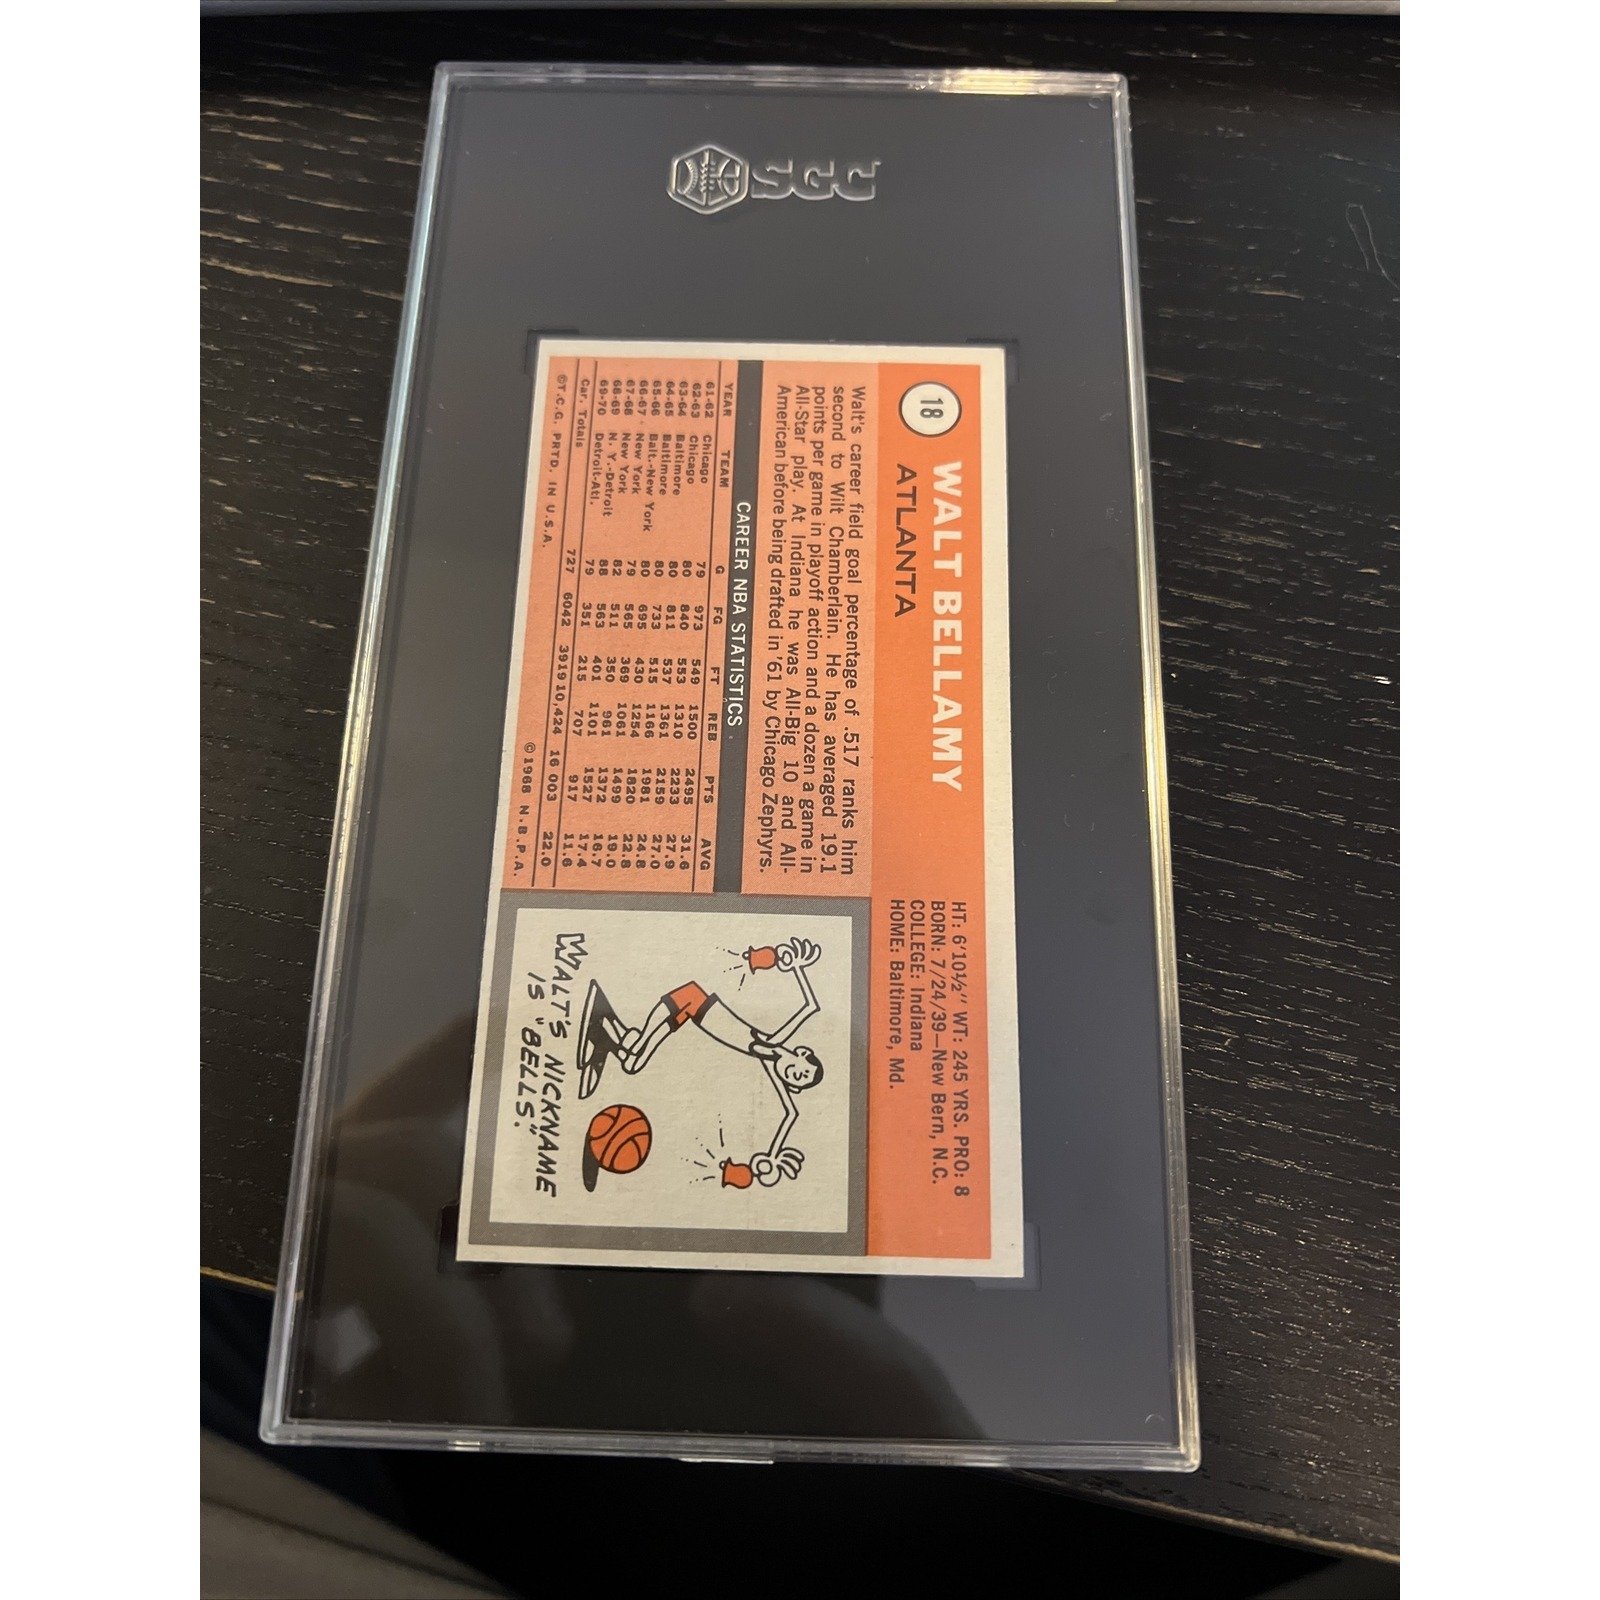 SGC
18
WALT BELLAMY
ATLANTA
HT: 6'10½" WT: 245 YRS. PRO: 8
BORN: 7/24/39—New Bern, N.C.
COLLEGE: Indiana
HOME: Baltimore, Md.
Walt's career field goal percentage of .517 ranks him
second to Wilt Chamberlain. He has averaged 19.1
points per game in playoff action and a dozen a game in
All-Star play. At Indiana he was All-Big 10 and All-
American before being drafted in '61 by Chicago Zephyrs.
CAREER NBA STATISTICS
YEAR TEAM G FG FT REB PTS AVG
61-62 Chicago 79 973 549 1500 2495 31.6
62-63 Chicago 80 840 553 1310 2233 27.9
63-64 Baltimore 80 811 537 1361 2159 27.0
64-65 Baltimore 80 733 515 1166 1981 24.8
65-66 Balt.-New York 80 695 430 1254 1820 22.8
66-67 New York 79 565 369 1061 1499 19.0
67-68 New York 82 511 350 961 1372 16.7
68-69 N.Y.-Detroit 88 563 401 1101 1527 17.4
69-70 Detroit-Atl. 79 351 215 707 917 11.6
Car. Totals 727 6042 3919 10,424 16 003 22.0
©T.C.G. PRTD. IN U.S.A. ©1968 N.B.P.A.
WALT'S NICKNAME
IS "BELLS".